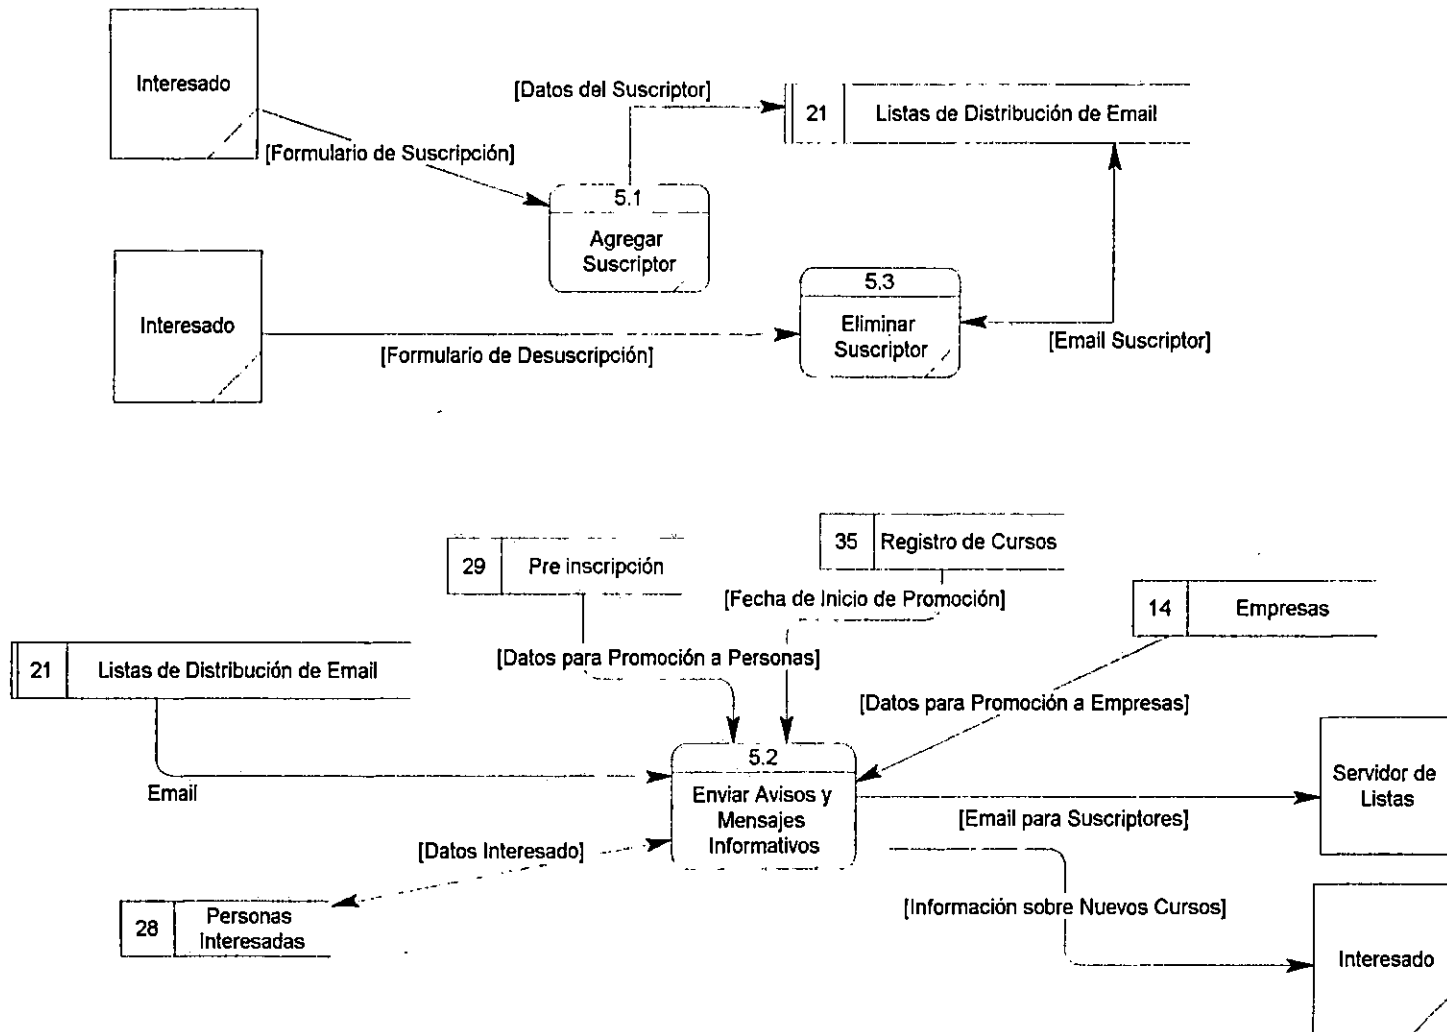 Interesado
[Datos del Suscriptor]
21
Listas de Distribución de Email
[Formulario de Suscripción]
5.1
Agregar
Suscriptor
Interesado
5.3
Eliminar
Suscriptor
[Formulario de Desuscripción]
[Email Suscriptor]
29
Pre inscripción
35
Registro de Cursos
[Fecha de Inicio de Promoción]
14
Empresas
21
Listas de Distribución de Email
[Datos para Promoción a Personas]
[Datos para Promoción a Empresas]
5.2
Enviar Avisos y
Mensajes
Informativos
Email
Servidor de
Listas
[Email para Suscriptores]
[Datos Interesado]
28
Personas
Interesadas
[Información sobre Nuevos Cursos]
Interesado